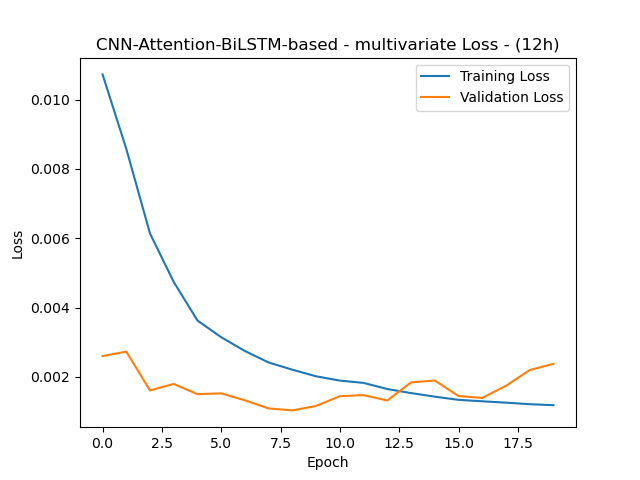 CNN-Attention-BiLSTM-based - multivariate Loss - (12h)
Training Loss
Validation Loss
0.010
0.008
0.006
0.004
0.002
Loss
0.0 2.5 5.0 7.5 10.0 12.5 15.0 17.5
Epoch